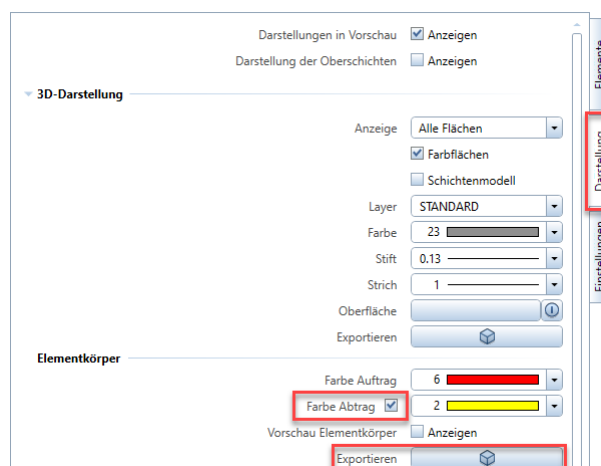 Darstellungen in Vorschau Anzeigen
Darstellung der Oberschichten Anzeigen
3D-Darstellung
Anzeige Alle Flächen
Farbflächen
Schichtenmodell
Layer STANDARD
Farbe 23
Stift 0.13
Strich 1
Oberfläche
Exportieren
Elementkörper
Farbe Auftrag 6
Farbe Abtrag 2
Vorschau Elementkörper Anzeigen
Exportieren
Elemente
Darstellung
Einstellungen